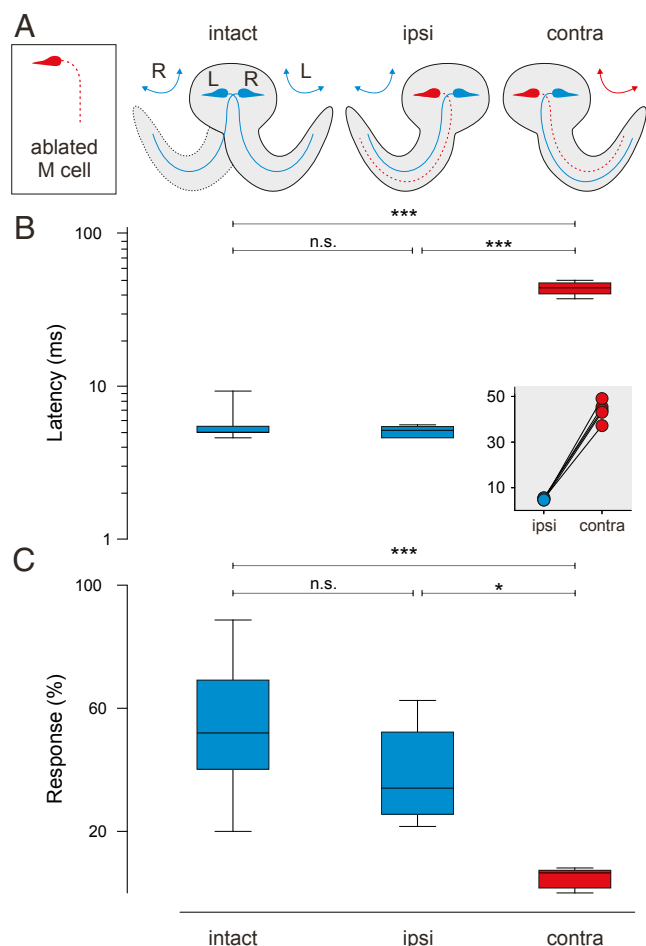 A
intact
ipsi
contra
R
L
R
L
ablated
M cell
B
100
10
1
Latency (ms)
***
n.s.
***
50
30
10
ipsi
contra
C
100
60
20
Response (%)
***
n.s.
*
intact
ipsi
contra